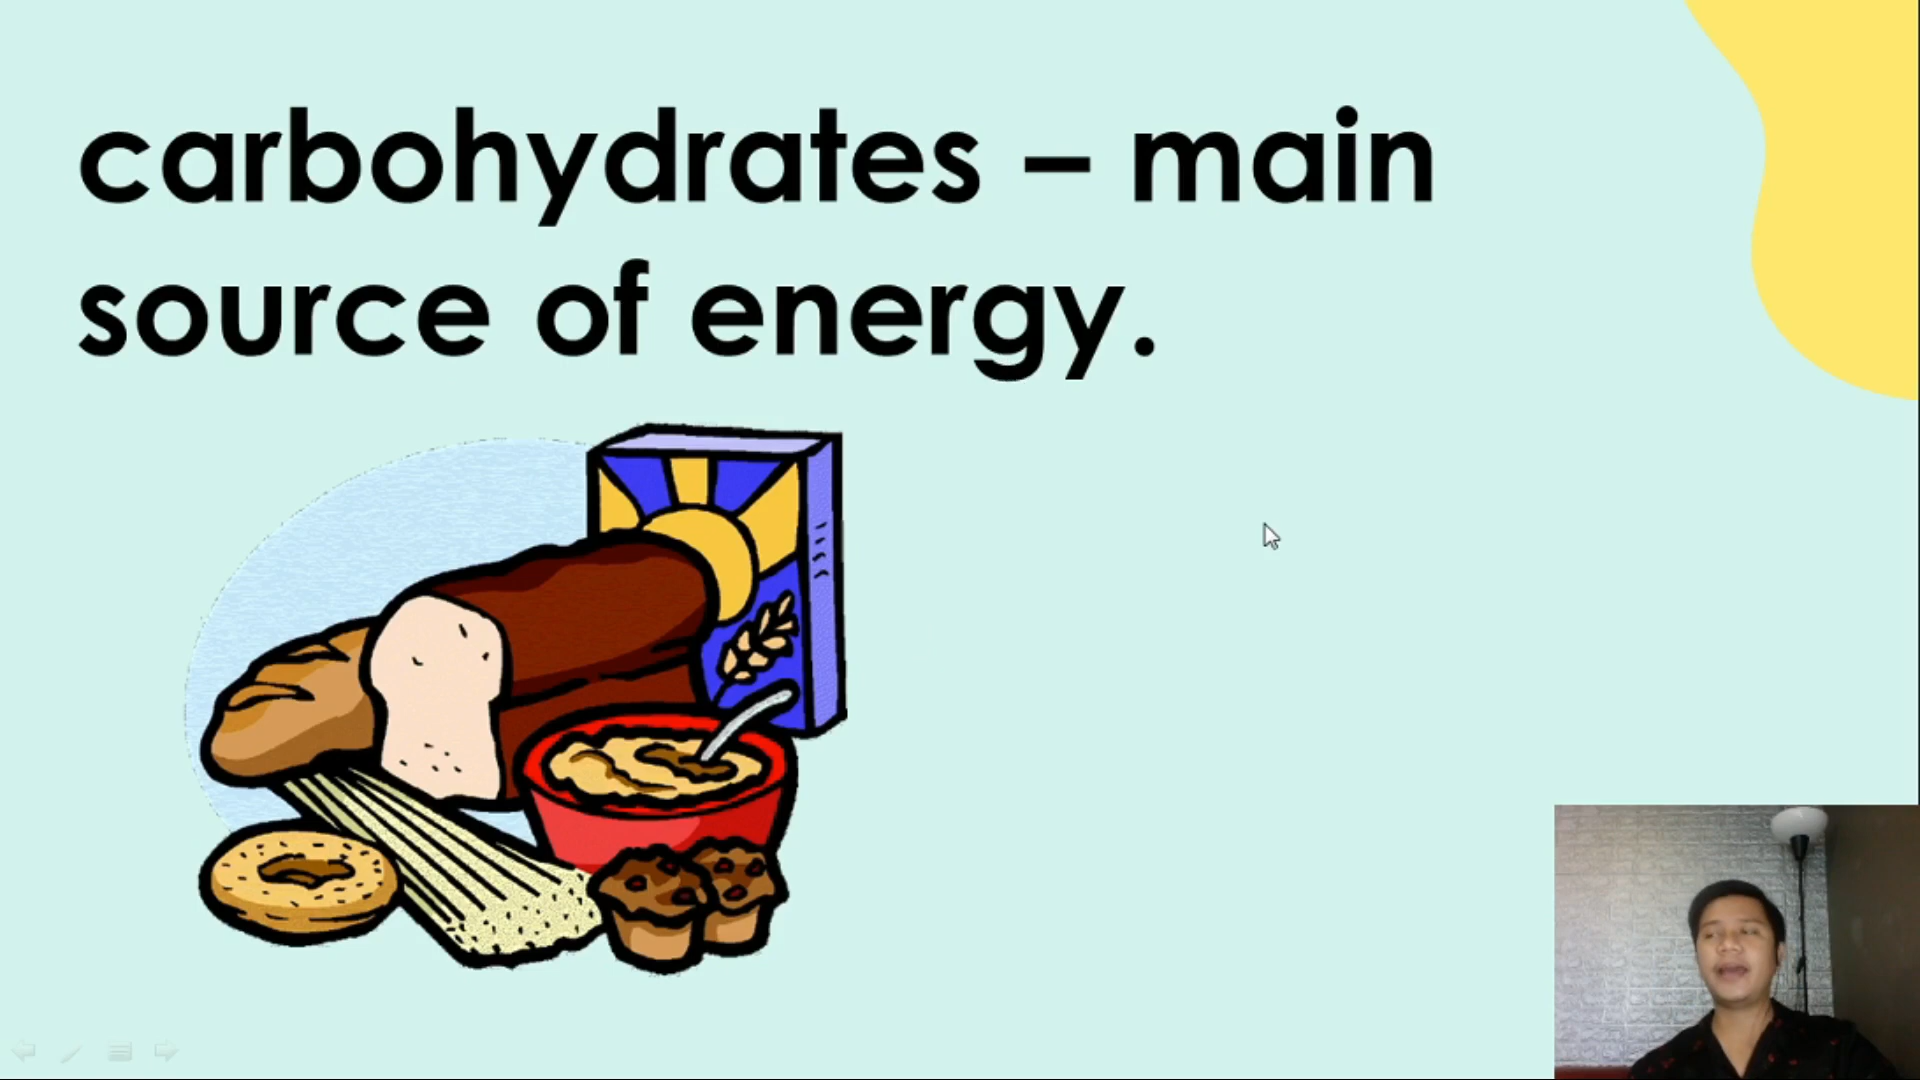 carbohydrates – main
source of energy.